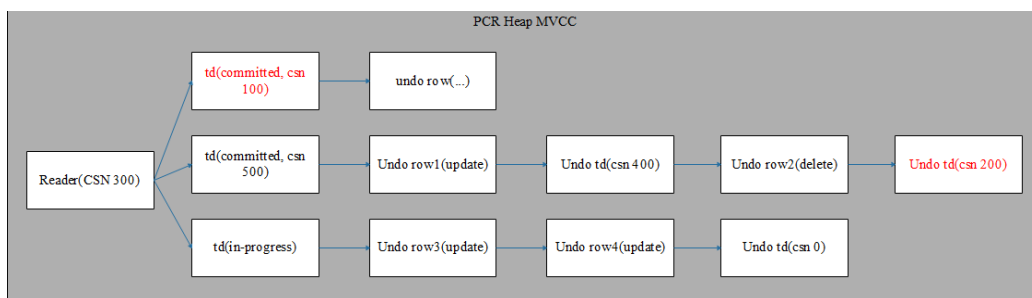 PCR Heap MVCC
td(committed, csn
100)
undo row(...)
Reader(CSN 300)
td(committed, csn
500)
Undo row1(update)
Undo td(csn 400)
Undo row2(delete)
Undo td(csn 200)
td(in-progress)
Undo row3(update)
Undo row4(update)
Undo td(csn 0)